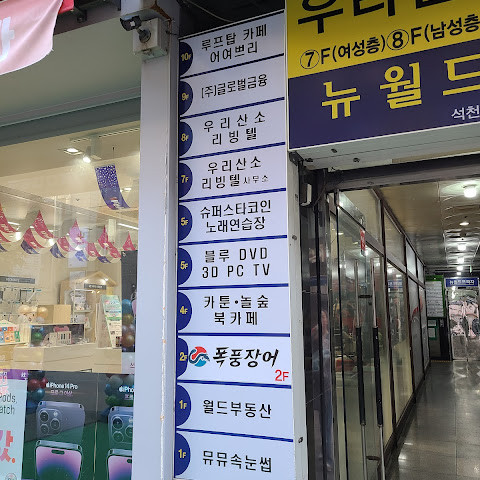 10F 루프탑 카페
어여쁘리
9F (주)글로벌금융
8F 우리산소
리빙텔
7F 우리산소
리빙텔 사무소
5F 슈퍼스타코인
노래연습장
5F 블루 DVD
3D PC TV
4F 카툰·놀숲
북카페
2F 폭풍장어
2F
1F 월드부동산
1F 뮤뮤속눈썹
⑦F(여성층)⑧F(남성층
뉴월드
석천
iPhone 14 Pro